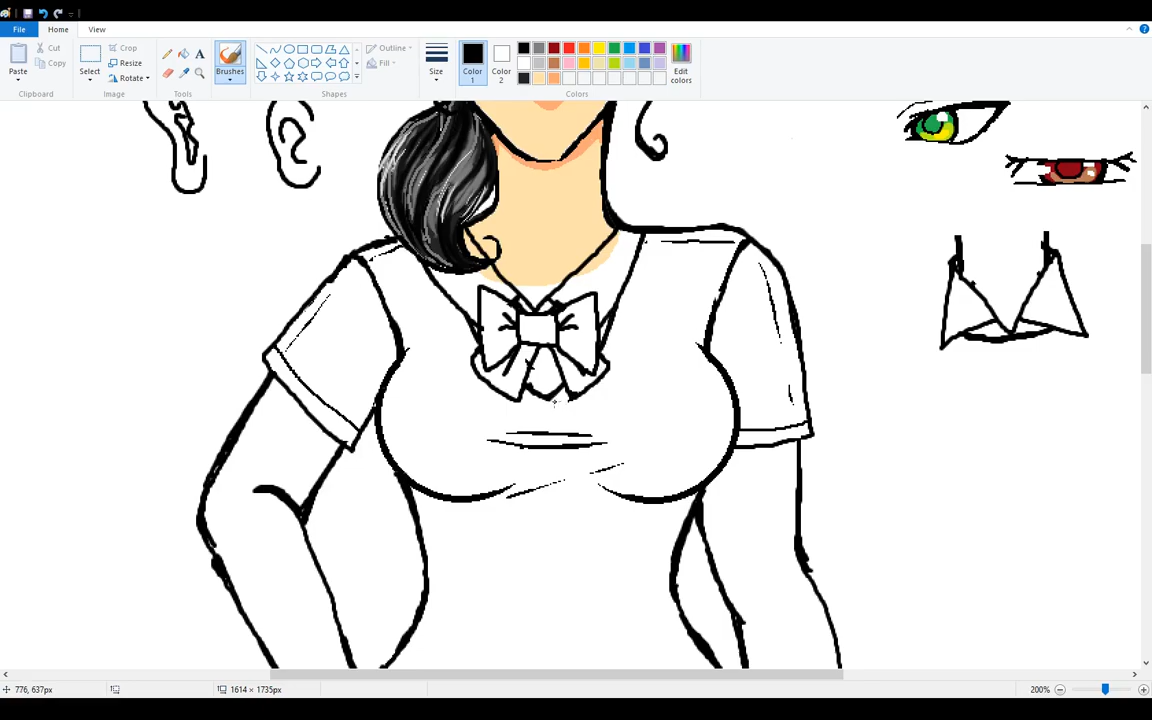 File Home View
Cut
Copy
Paste
Clipboard
Select
Crop
Resize
Rotate
Image
A
Tools
Brushes
Outline
Fill
Shapes
Size
Color 1
Color 2
Edit colors
Colors
776, 637px
1614 × 1735px
200%